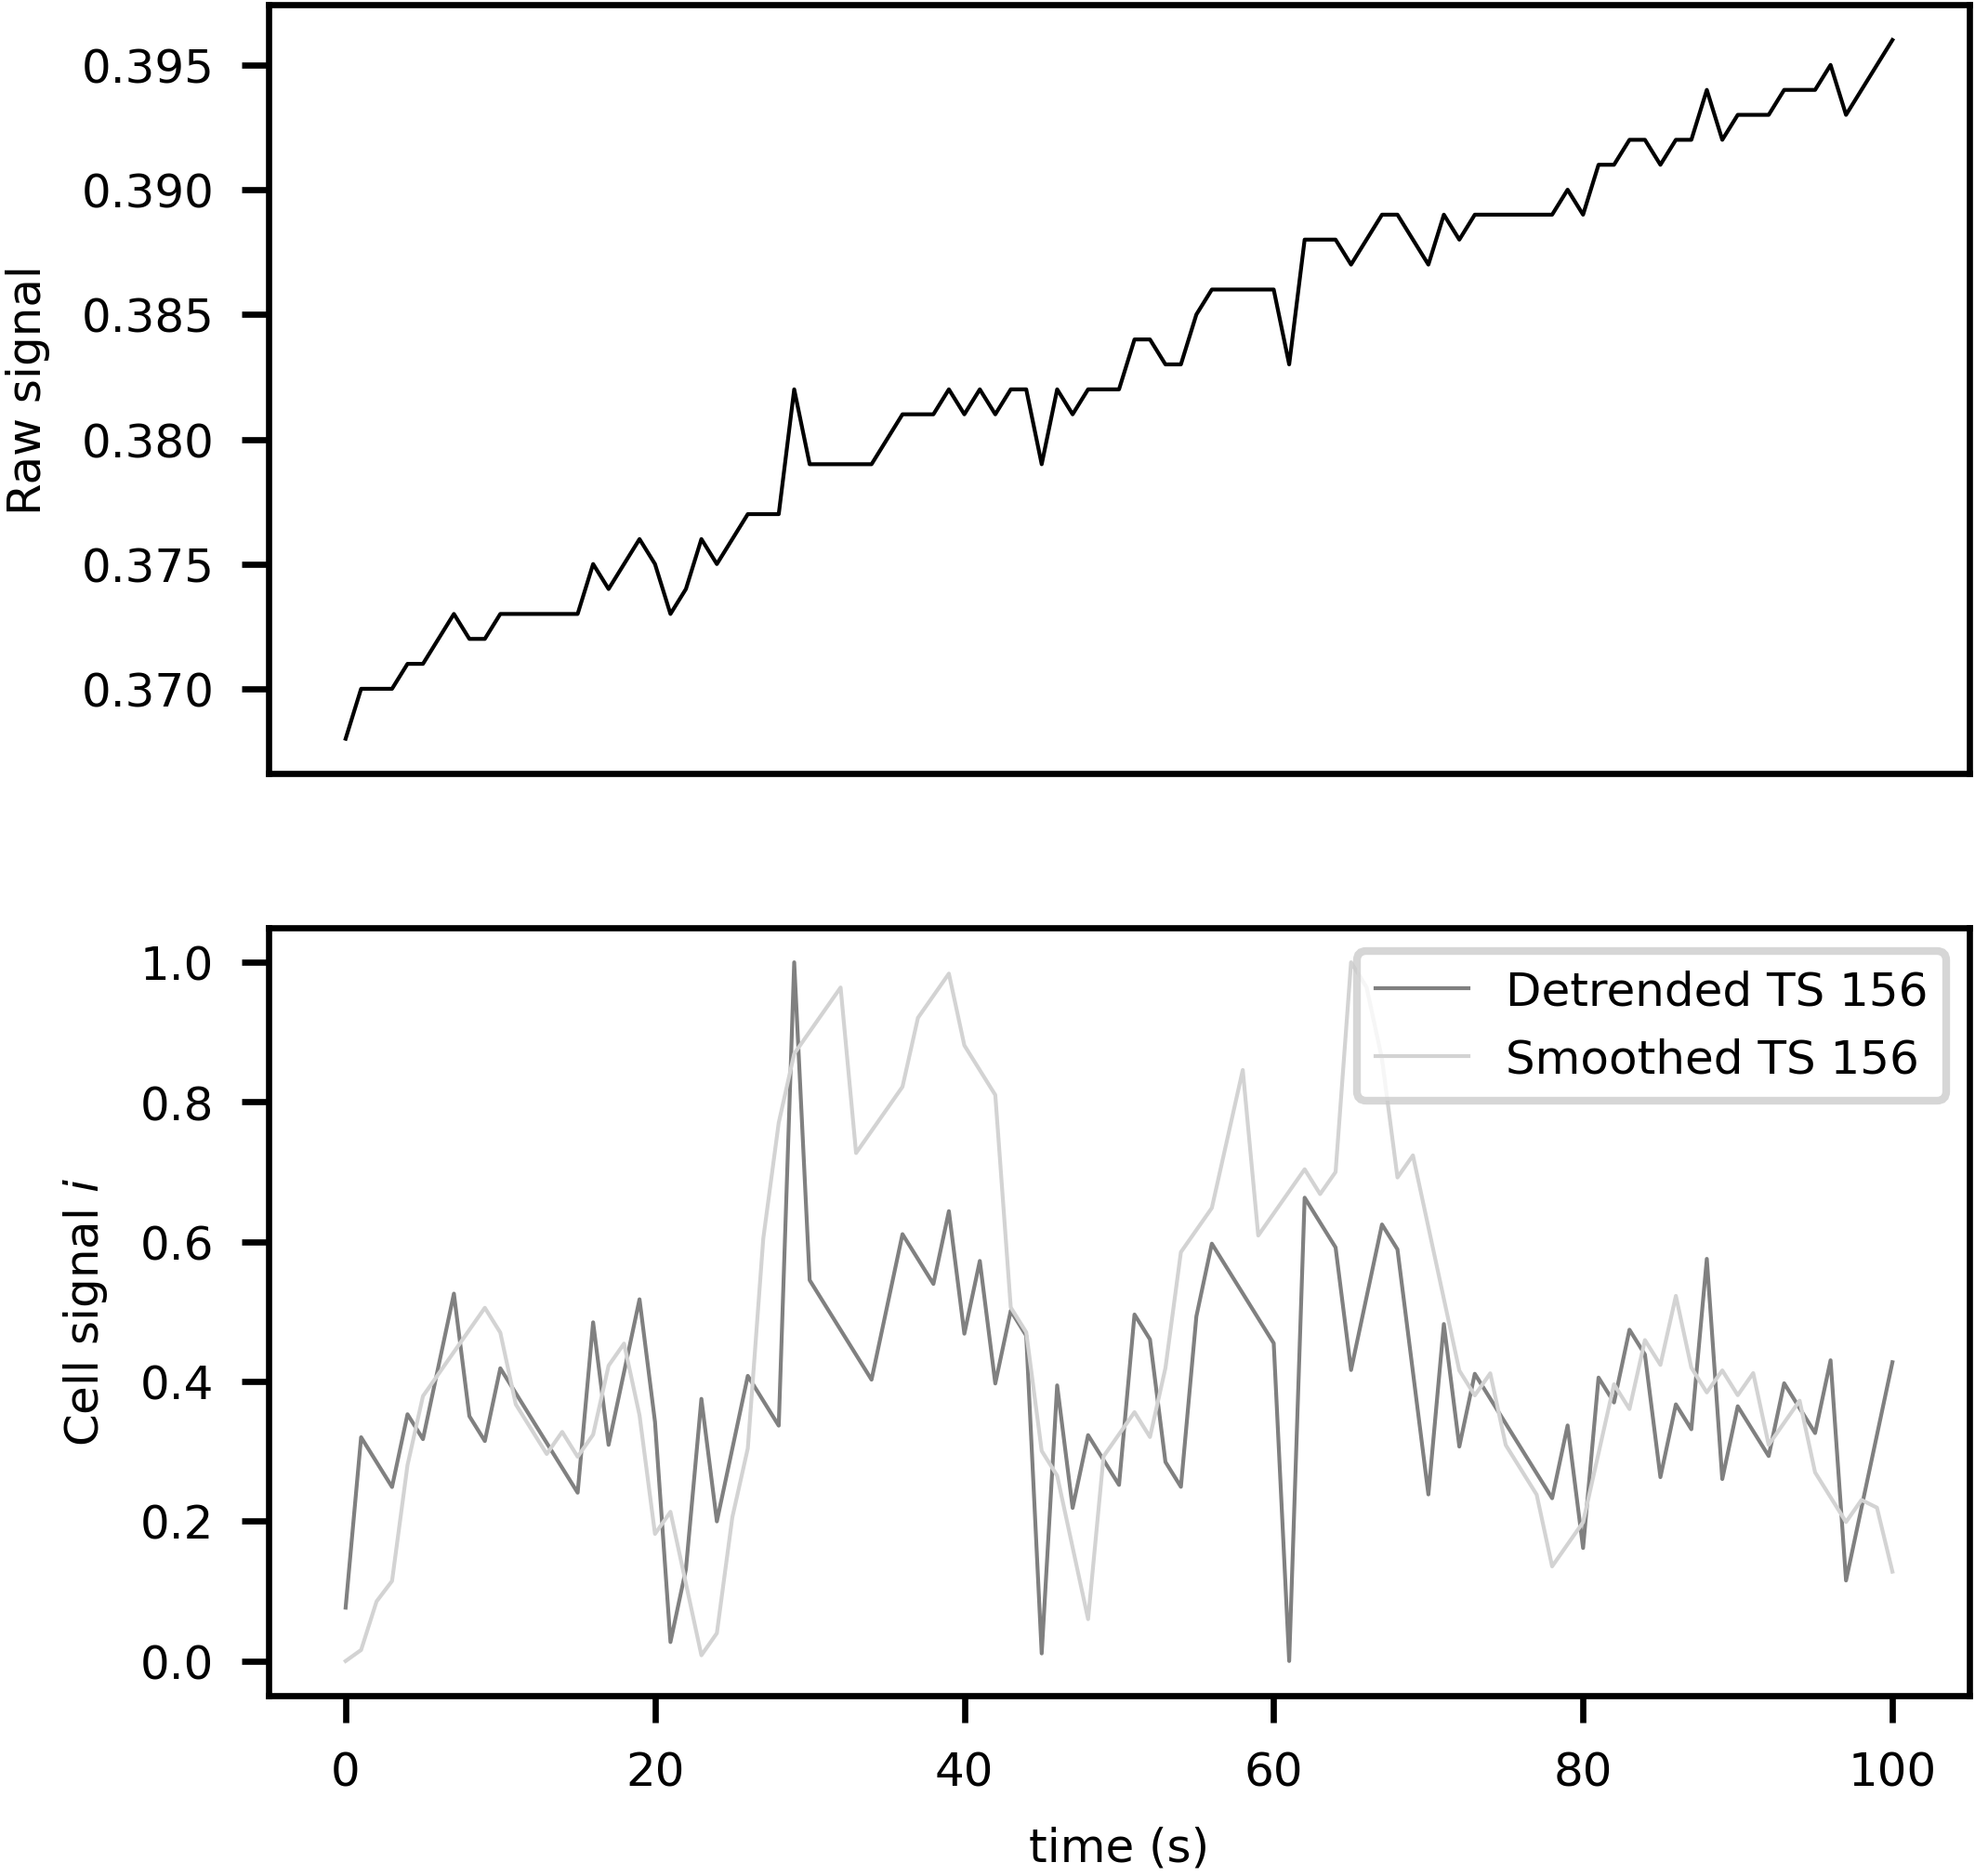 Raw signal
0.395
0.390
0.385
0.380
0.375
0.370
Cell signal i
1.0
0.8
0.6
0.4
0.2
0.0
Detrended TS 156
Smoothed TS 156
0 20 40 60 80 100
time (s)